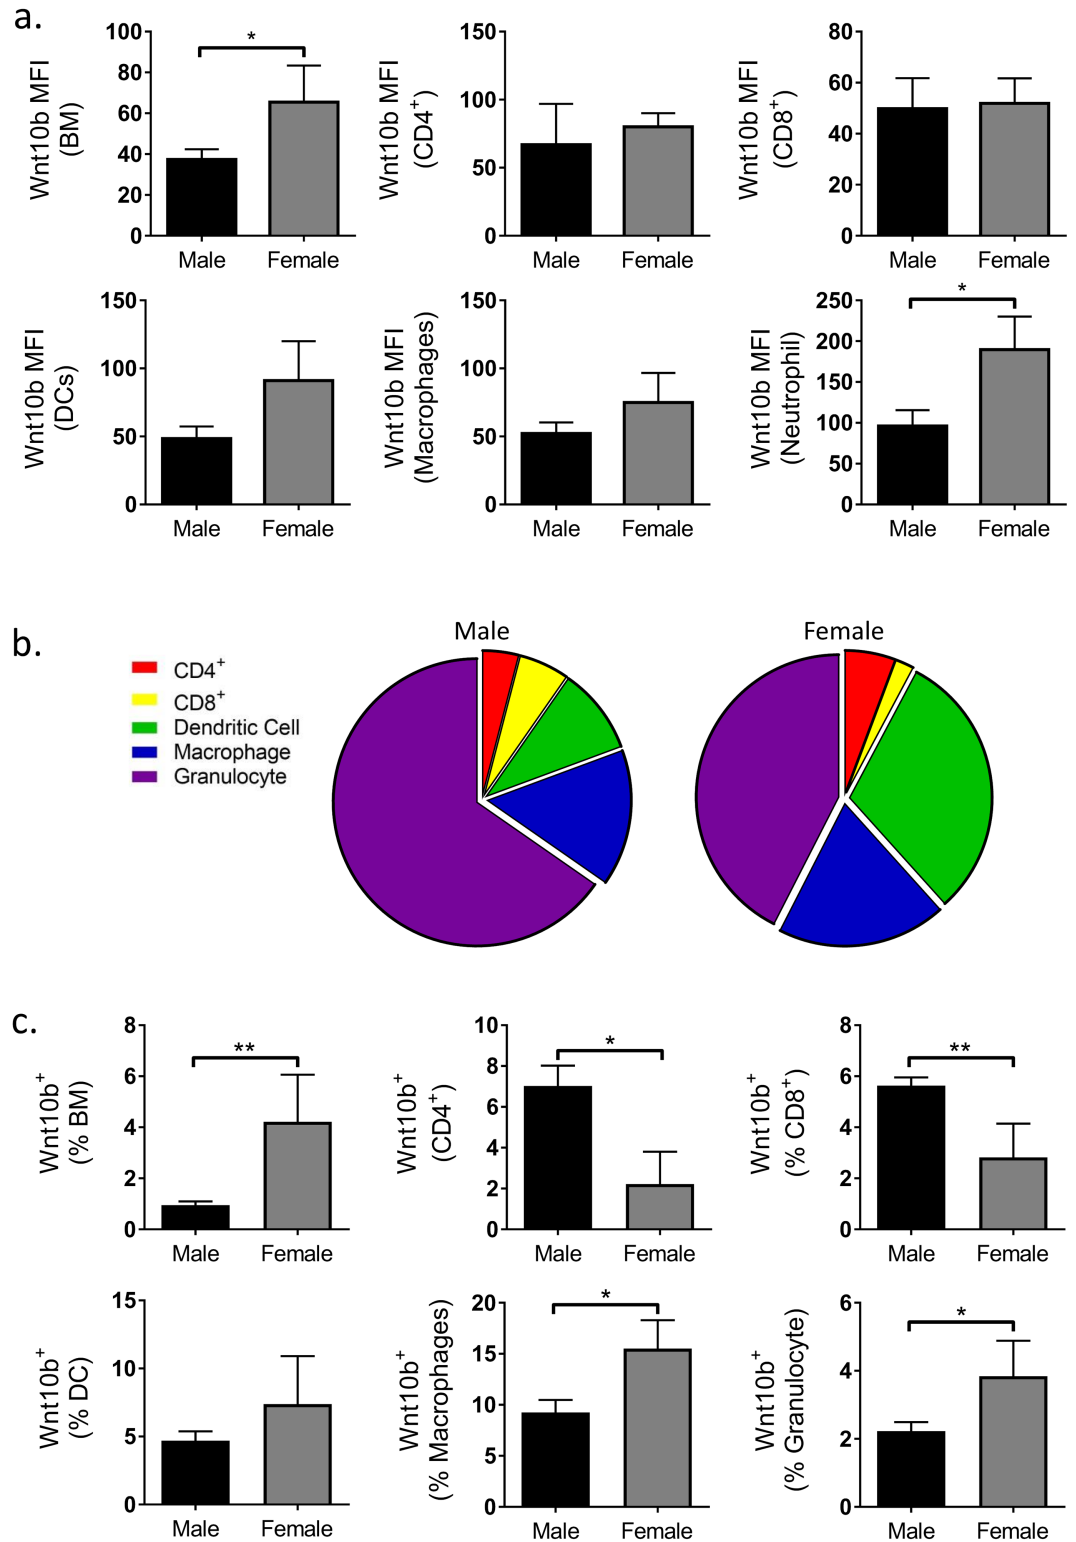 a.
Wnt10b MFI
(BM)
100
80
60
40
20
0
*
Male Female
Wnt10b MFI
(CD4+)
150
100
50
0
Male Female
Wnt10b MFI
(CD8+)
80
60
40
20
0
Male Female
Wnt10b MFI
(DCs)
150
100
50
0
Male Female
Wnt10b MFI
(Macrophages)
150
100
50
0
Male Female
Wnt10b MFI
(Neutrophil)
250
200
150
100
50
0
*
Male Female
b.
Male
Female
CD4+
CD8+
Dendritic Cell
Macrophage
Granulocyte
c.
Wnt10b+
(% BM)
8
6
4
2
0
**
Male Female
Wnt10b+
(CD4+)
10
8
6
4
2
0
*
Male Female
Wnt10b+
(% CD8+)
8
6
4
2
0
**
Male Female
Wnt10b+
(% DC)
15
10
5
0
Male Female
Wnt10b+
(% Macrophages)
20
15
10
5
0
*
Male Female
Wnt10b+
(% Granulocyte)
6
4
2
0
*
Male Female